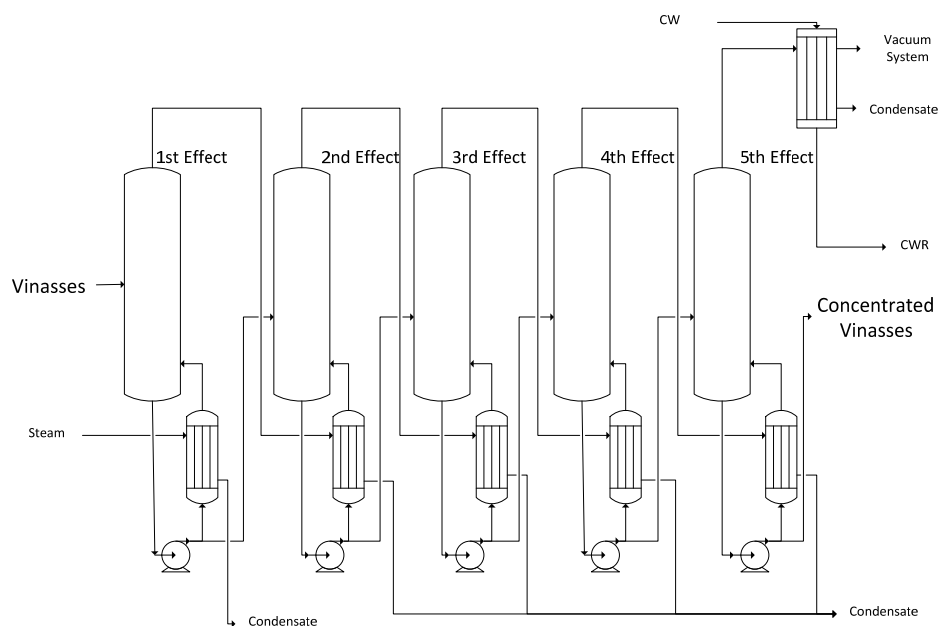 CW
Vacuum
System
Condensate
1st Effect
2nd Effect
3rd Effect
4th Effect
5th Effect
CWR
Vinasses
Concentrated
Vinasses
Steam
Condensate
Condensate